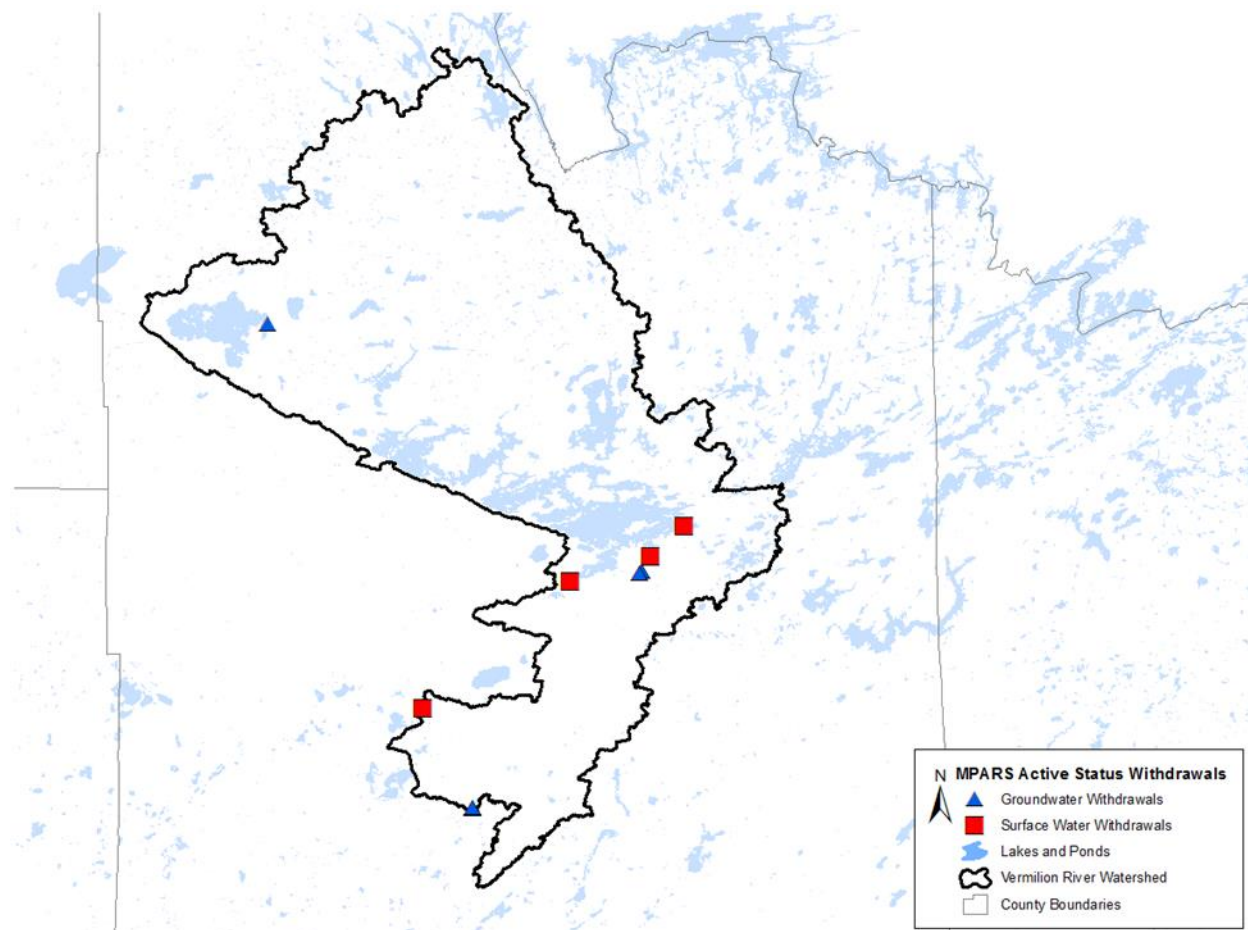 MPARS Active Status Withdrawals
N
Groundwater Withdrawals
Surface Water Withdrawals
Lakes and Ponds
Vermilion River Watershed
County Boundaries